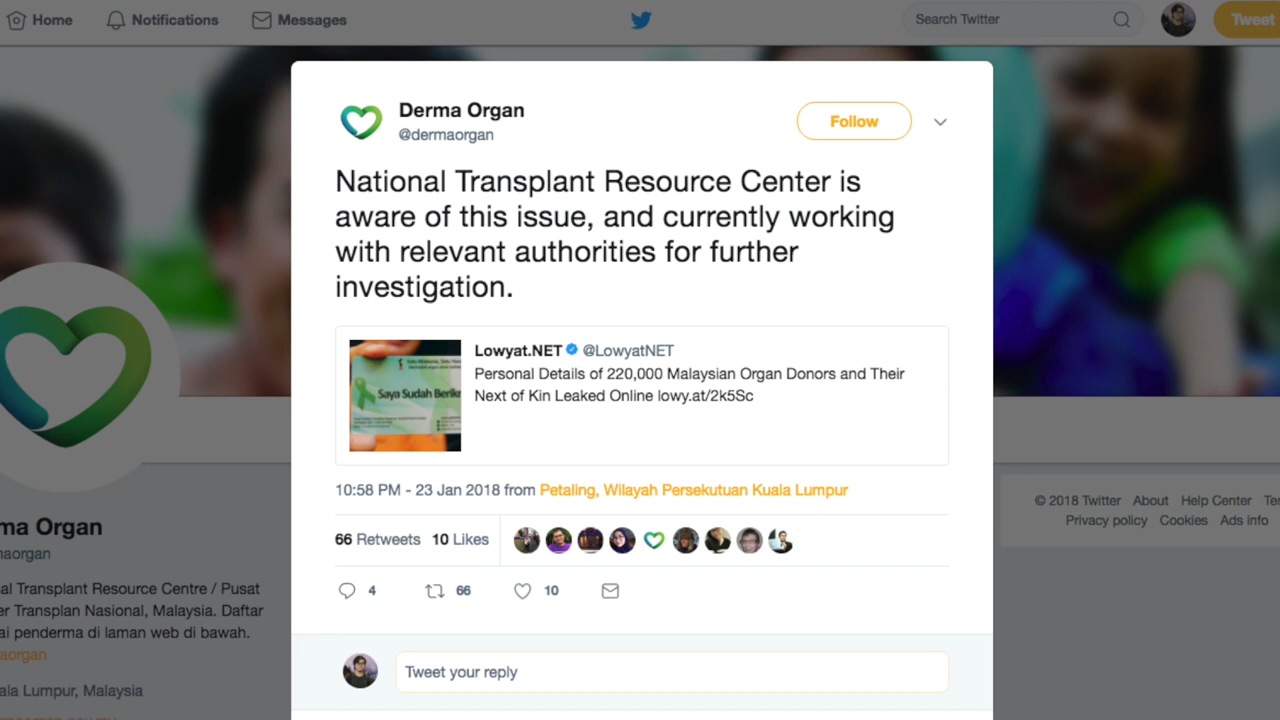 Home
Notifications
Messages
Search Twitter
Tweet
Derma Organ
@dermaorgan
Follow
National Transplant Resource Center is
aware of this issue, and currently working
with relevant authorities for further
investigation.
Lowyat.NET @LowyatNET
Personal Details of 220,000 Malaysian Organ Donors and Their
Next of Kin Leaked Online lowy.at/2k5Sc
Saya Sudah Berik
10:58 PM - 23 Jan 2018 from Petaling, Wilayah Persekutuan Kuala Lumpur
66 Retweets 10 Likes
4 66 10
Tweet your reply
ma Organ
naorgan
al Transplant Resource Centre / Pusat
er Transplan Nasional, Malaysia. Daftar
ai penderma di laman web di bawah.
aorgan
ala Lumpur, Malaysia
© 2018 Twitter About Help Center Ter
Privacy policy Cookies Ads info